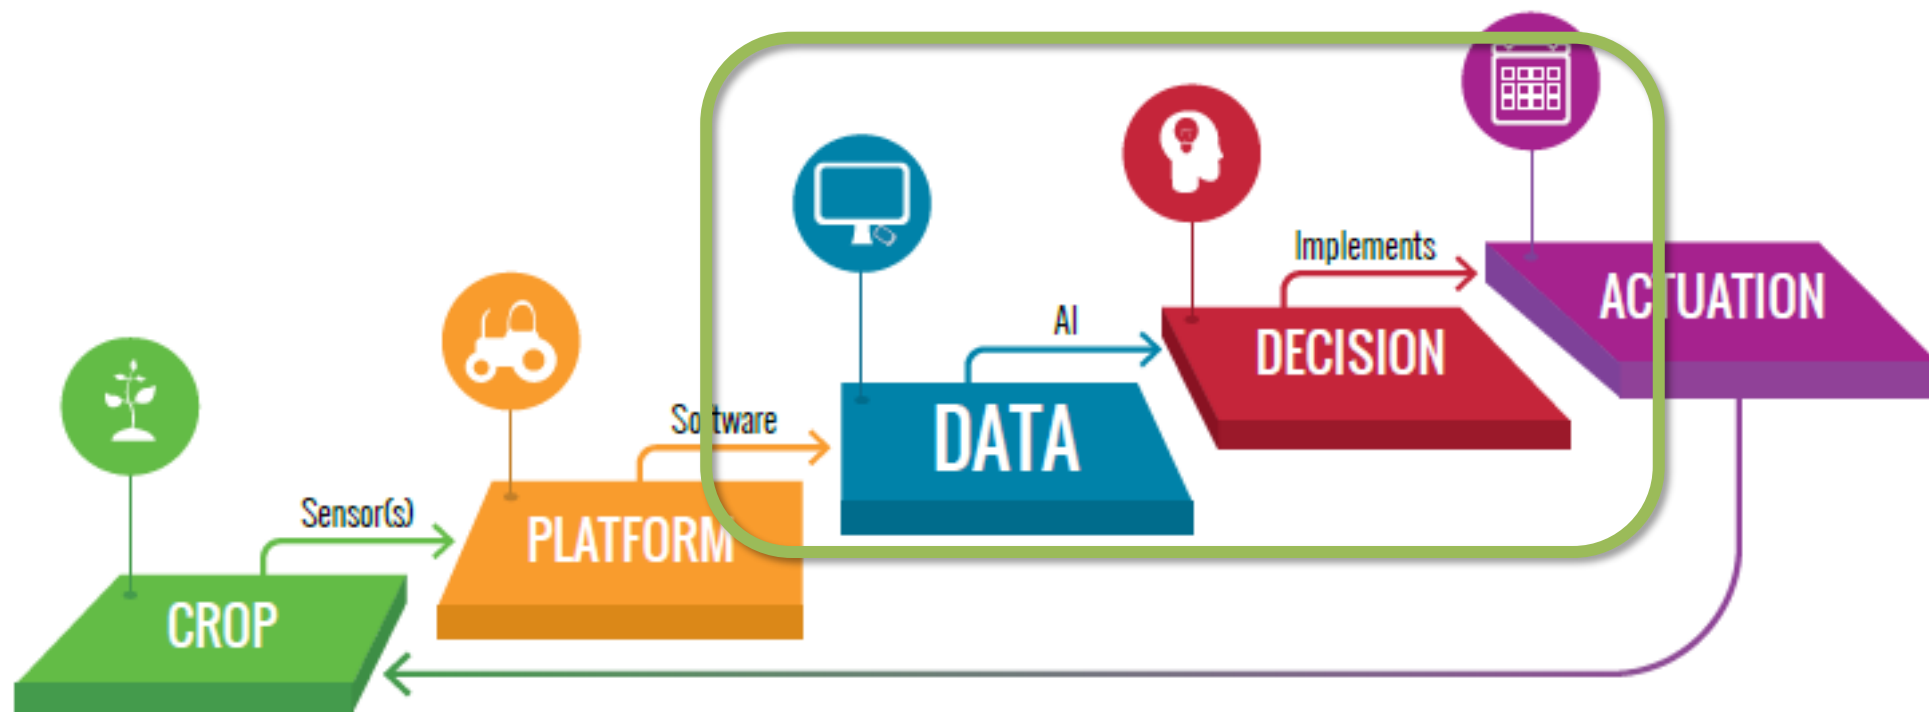 CROP
Sensor(s)
PLATFORM
Software
DATA
AI
DECISION
Implements
ACTUATION